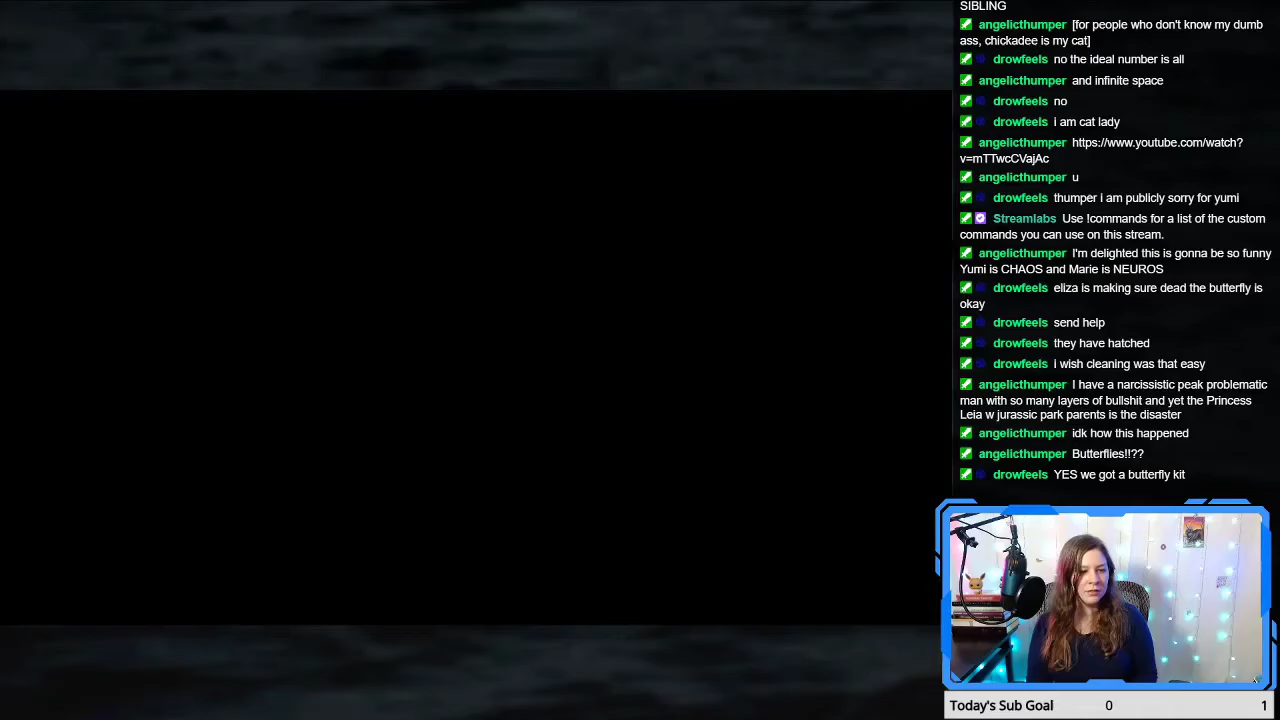 SIBLING
angelicthumper [for people who don't know my dumb
ass, chickadee is my cat]
drowfeels no the ideal number is all
angelicthumper and infinite space
drowfeels no
drowfeels i am cat lady
angelicthumper https://www.youtube.com/watch?
v=mTTwcCVajAc
angelicthumper u
drowfeels thumper i am publicly sorry for yumi
Streamlabs Use !commands for a list of the custom
commands you can use on this stream.
angelicthumper I'm delighted this is gonna be so funny
Yumi is CHAOS and Marie is NEUROS
drowfeels eliza is making sure dead the butterfly is
okay
drowfeels send help
drowfeels they have hatched
drowfeels i wish cleaning was that easy
angelicthumper I have a narcissistic peak problematic
man with so many layers of bullshit and yet the Princess
Leia w jurassic park parents is the disaster
angelicthumper idk how this happened
angelicthumper Butterflies!!??
drowfeels YES we got a butterfly kit
Today's Sub Goal 0 1